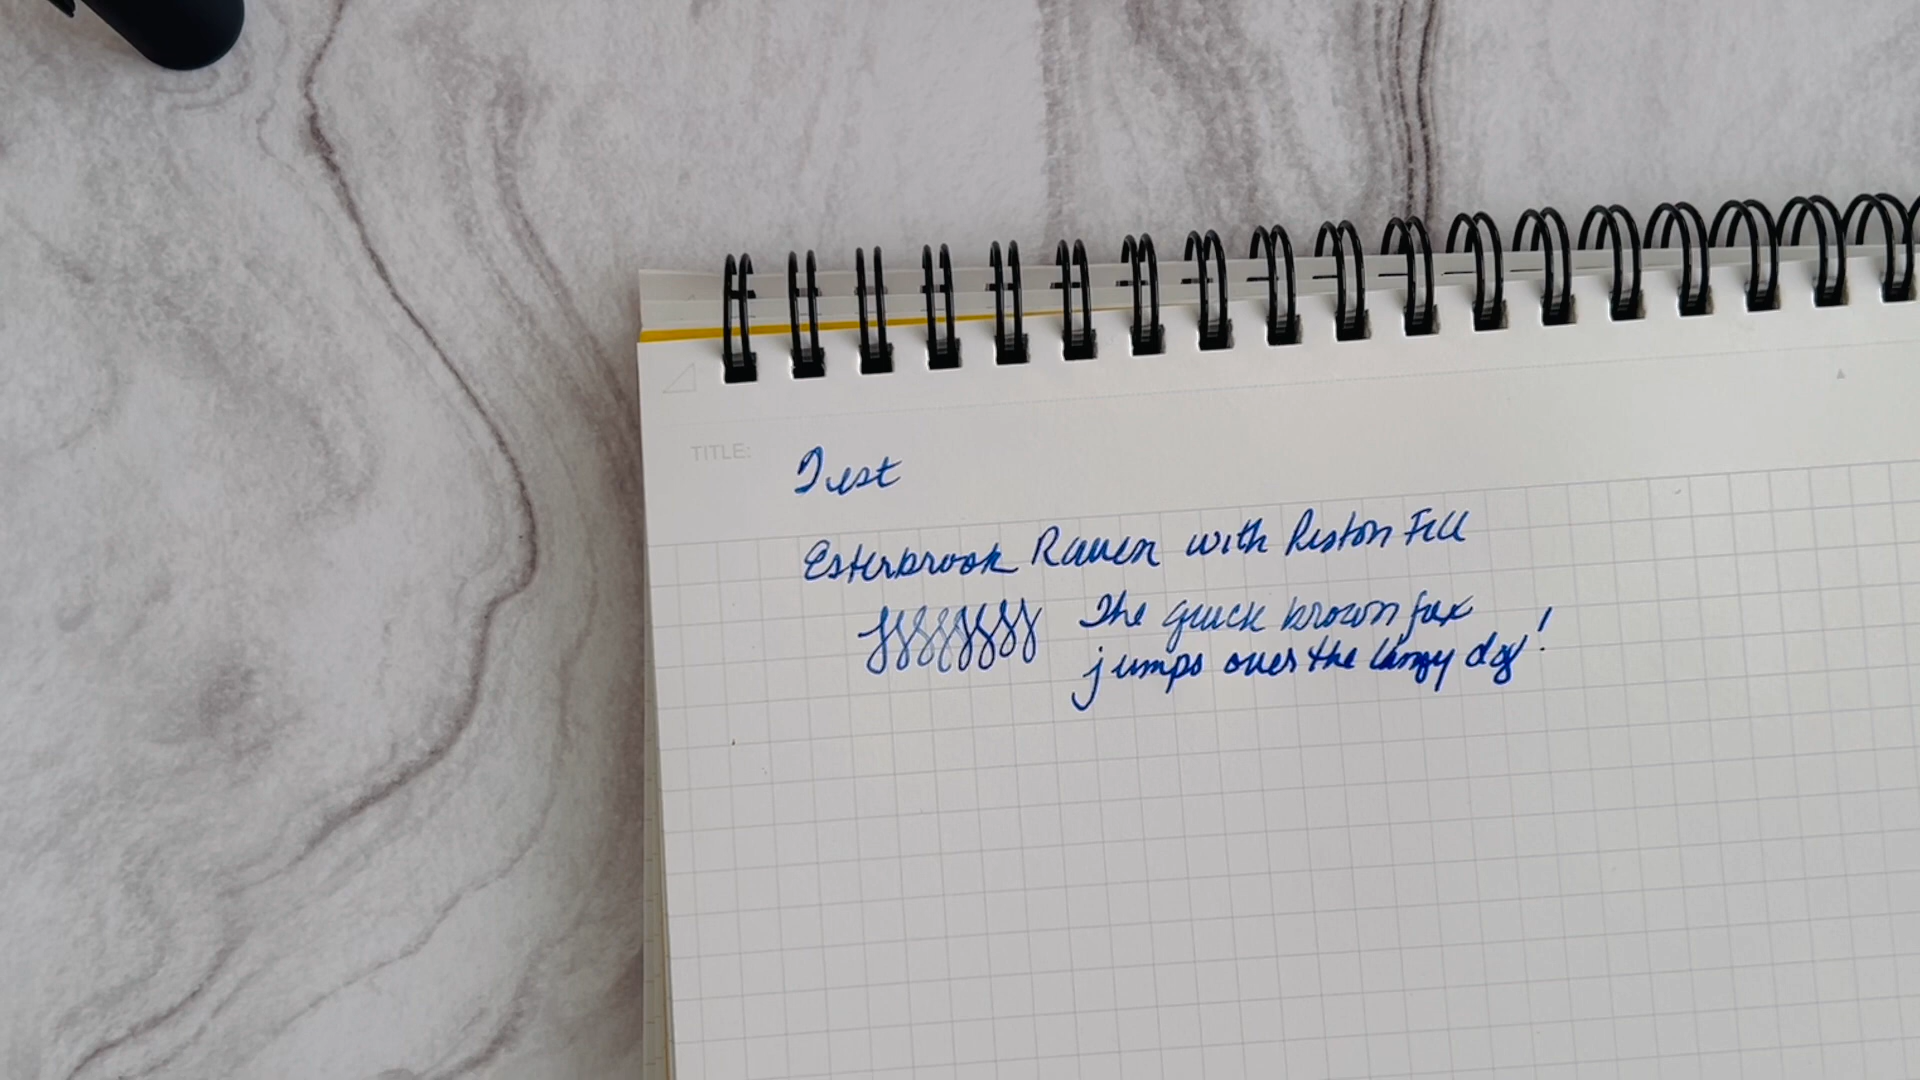 TITLE: Test
Esterbrook Raven with Piston Fill
The quick brown fox
jumps over the lazy dog!